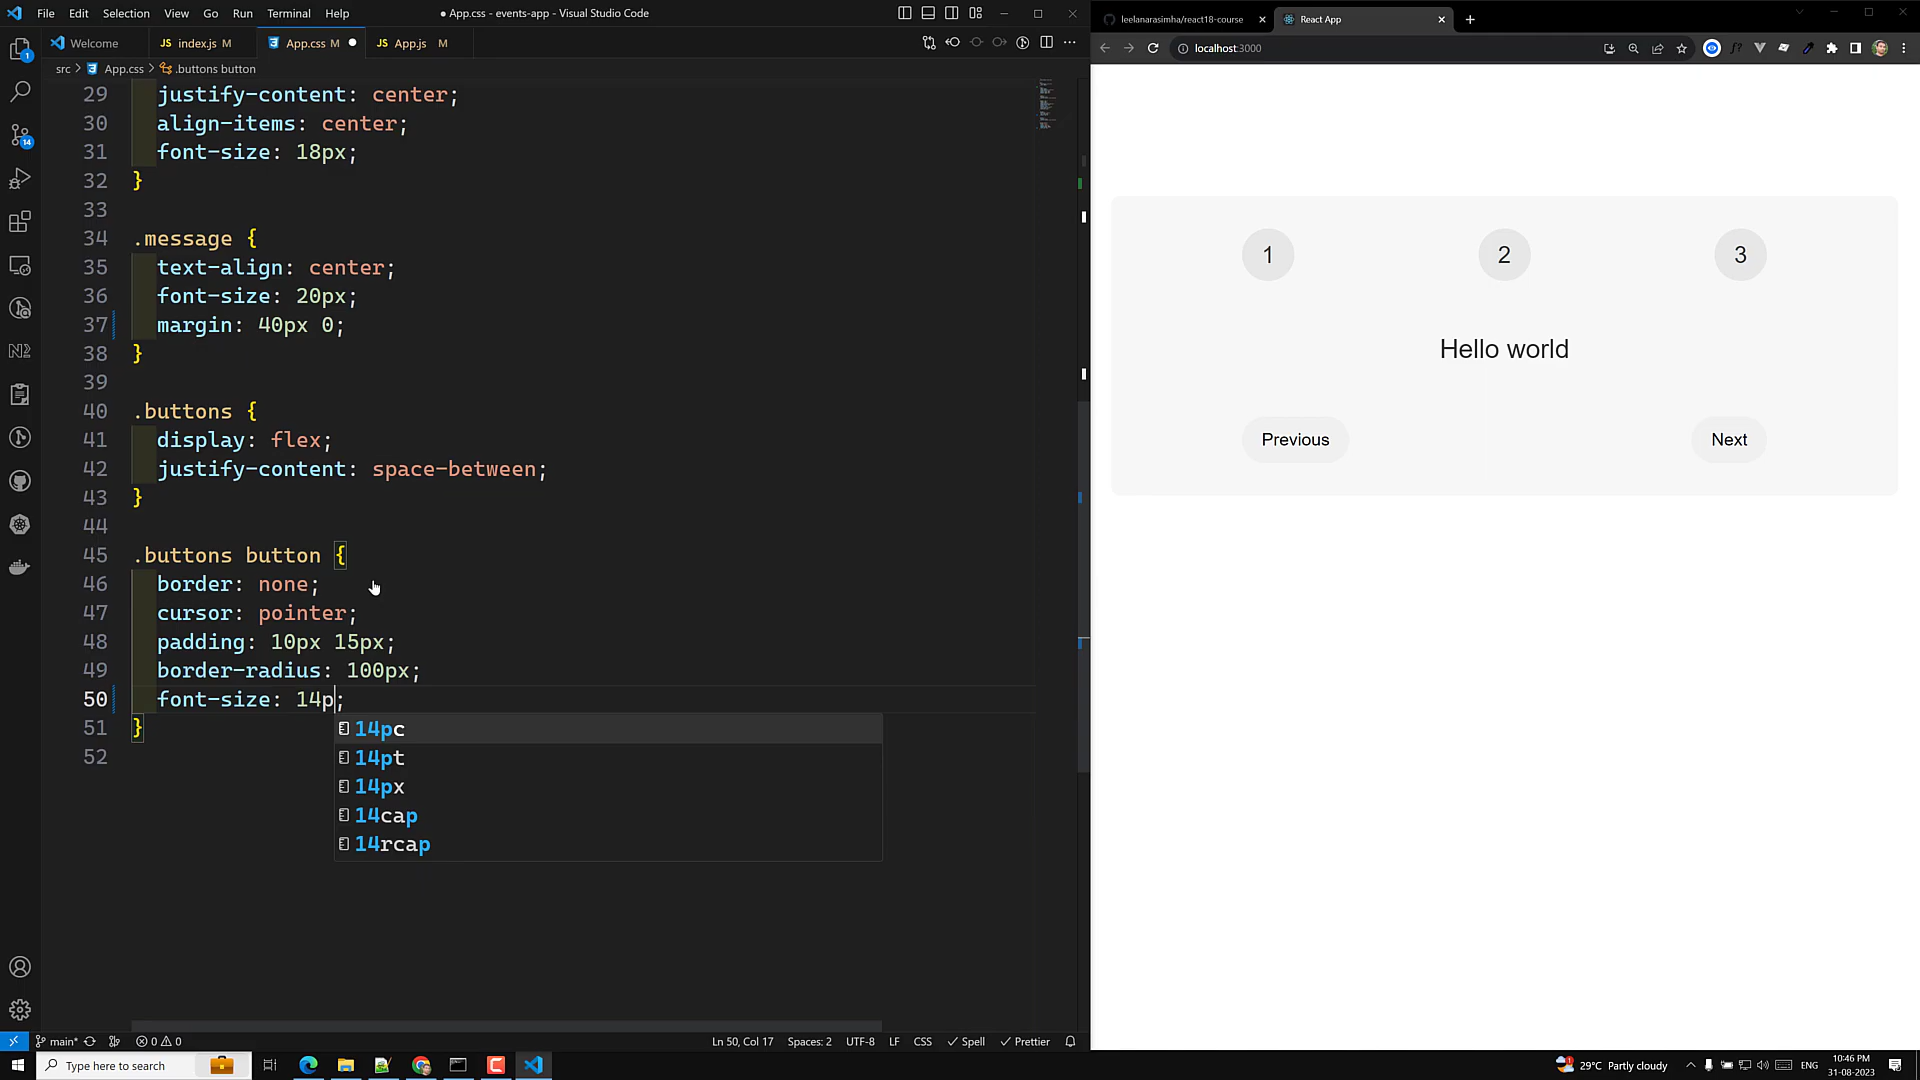 File Edit Selection View Go Run Terminal Help
● App.css - events-app - Visual Studio Code
Welcome
JS index.js M
App.css M ●
JS App.js M
src > App.css > .buttons button
29 justify-content: center;
30 align-items: center;
31 font-size: 18px;
32 }
33
34 .message {
35 text-align: center;
36 font-size: 20px;
37 margin: 40px 0;
38 }
39
40 .buttons {
41 display: flex;
42 justify-content: space-between;
43 }
44
45 .buttons button {
46 border: none;
47 cursor: pointer;
48 padding: 10px 15px;
49 border-radius: 100px;
50 font-size: 14p;
51 }
52
14pc
14pt
14px
14cap
14rcap
1
14
main*
0 0
Ln 50, Col 17 Spaces: 2 UTF-8 LF CSS Spell Prettier
leelanarasimha/react18-course
React App
localhost:3000
1 2 3
Hello world
Previous Next
Type here to search
29°C Partly cloudy
ENG
10:46 PM
31-08-2023